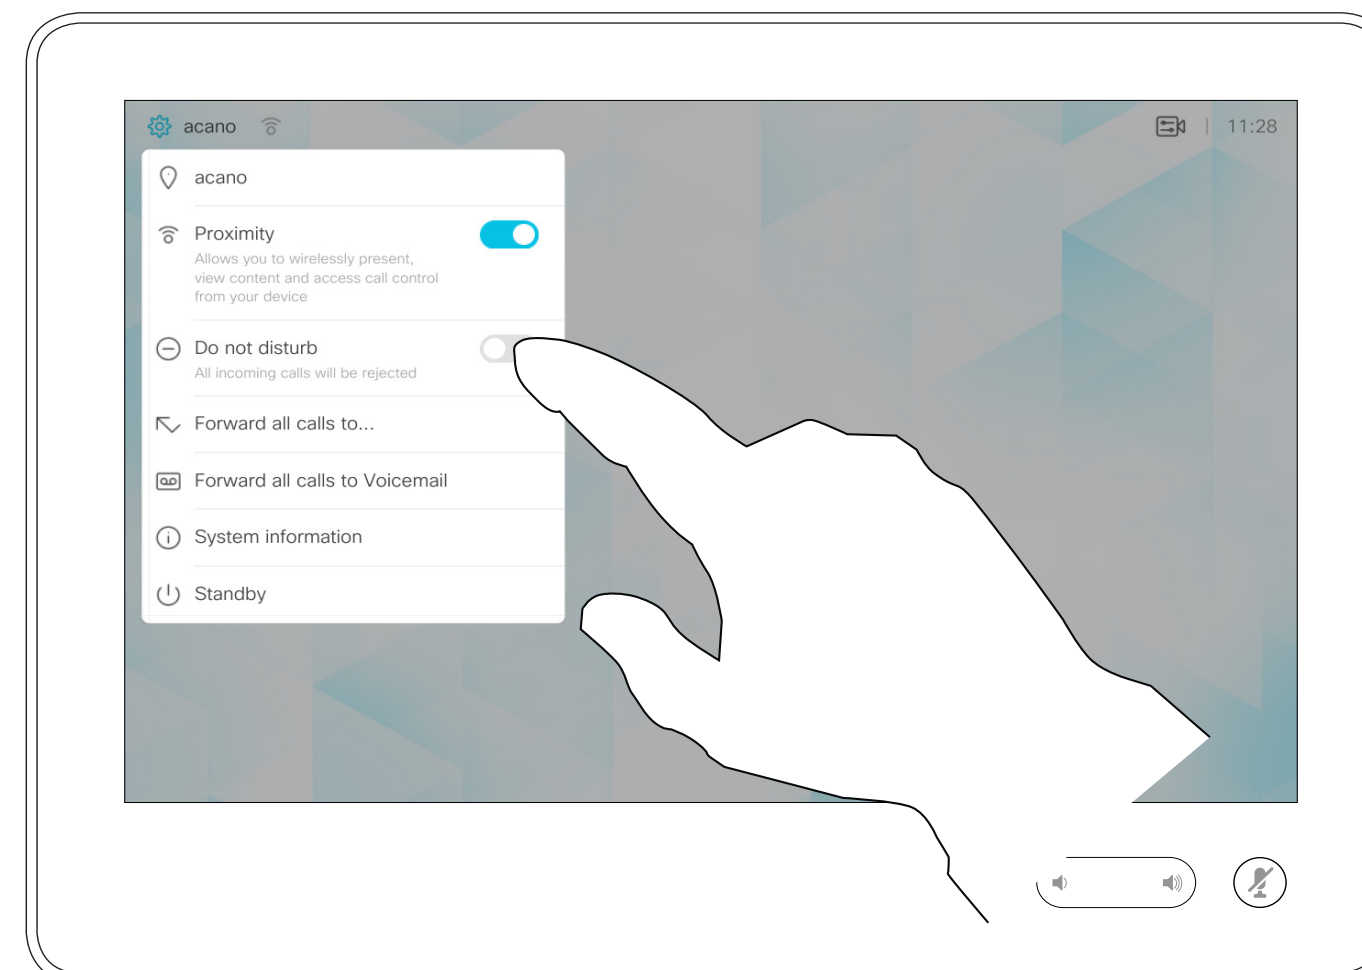 acano
11:28
acano
Proximity
Allows you to wirelessly present,
view content and access call control
from your device
Do not disturb
All incoming calls will be rejected
Forward all calls to...
Forward all calls to Voicemail
System information
Standby